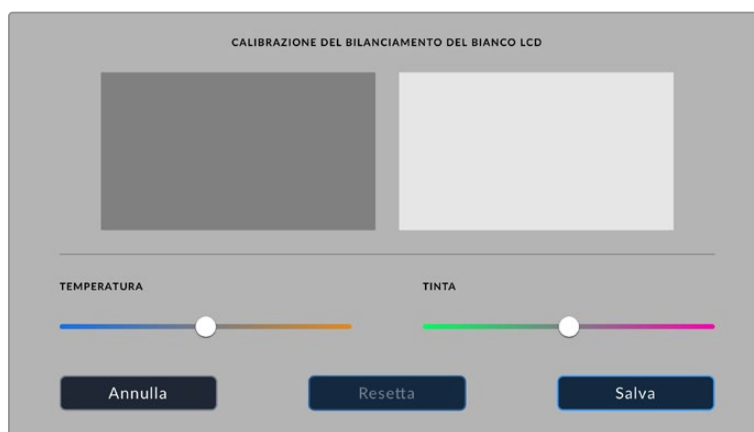 CALIBRAZIONE DEL BILANCIAMENTO DEL BIANCO LCD
TEMPERATURA
TINTA
Annulla
Resetta
Salva